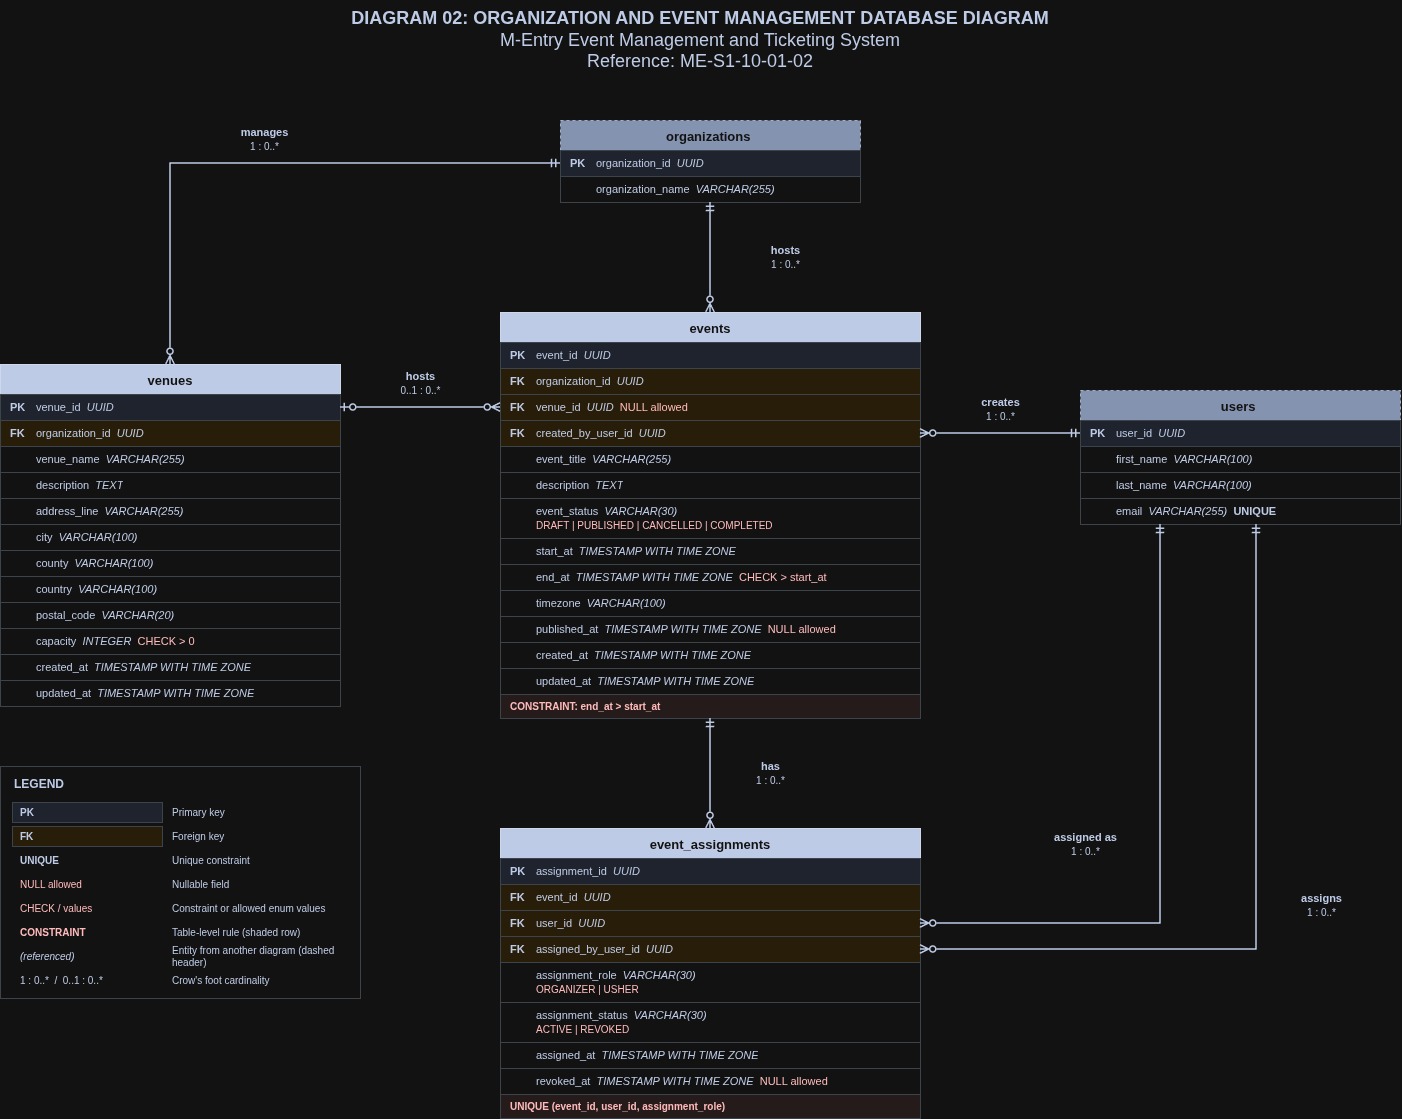 DIAGRAM 02: ORGANIZATION AND EVENT MANAGEMENT DATABASE DIAGRAM
M-Entry Event Management and Ticketing System
Reference: ME-S1-10-01-02
manages
1 : 0..*
organizations
PK organization_id UUID
organization_name VARCHAR(255)
hosts
1 : 0..*
venues
PK venue_id UUID
FK organization_id UUID
venue_name VARCHAR(255)
description TEXT
address_line VARCHAR(255)
city VARCHAR(100)
county VARCHAR(100)
country VARCHAR(100)
postal_code VARCHAR(20)
capacity INTEGER CHECK > 0
created_at TIMESTAMP WITH TIME ZONE
updated_at TIMESTAMP WITH TIME ZONE
hosts
0..1 : 0..*
events
PK event_id UUID
FK organization_id UUID
FK venue_id UUID NULL allowed
FK created_by_user_id UUID
event_title VARCHAR(255)
description TEXT
event_status VARCHAR(30)
DRAFT | PUBLISHED | CANCELLED | COMPLETED
start_at TIMESTAMP WITH TIME ZONE
end_at TIMESTAMP WITH TIME ZONE CHECK > start_at
timezone VARCHAR(100)
published_at TIMESTAMP WITH TIME ZONE NULL allowed
created_at TIMESTAMP WITH TIME ZONE
updated_at TIMESTAMP WITH TIME ZONE
CONSTRAINT: end_at > start_at
creates
1 : 0..*
users
PK user_id UUID
first_name VARCHAR(100)
last_name VARCHAR(100)
email VARCHAR(255) UNIQUE
has
1 : 0..*
LEGEND
PK Primary key
FK Foreign key
UNIQUE Unique constraint
NULL allowed Nullable field
CHECK / values Constraint or allowed enum values
CONSTRAINT Table-level rule (shaded row)
(referenced) Entity from another diagram (dashed
header)
1 : 0..* / 0..1 : 0..* Crow's foot cardinality
event_assignments
PK assignment_id UUID
FK event_id UUID
FK user_id UUID
FK assigned_by_user_id UUID
assignment_role VARCHAR(30)
ORGANIZER | USHER
assignment_status VARCHAR(30)
ACTIVE | REVOKED
assigned_at TIMESTAMP WITH TIME ZONE
revoked_at TIMESTAMP WITH TIME ZONE NULL allowed
UNIQUE (event_id, user_id, assignment_role)
assigned as
1 : 0..*
assigns
1 : 0..*